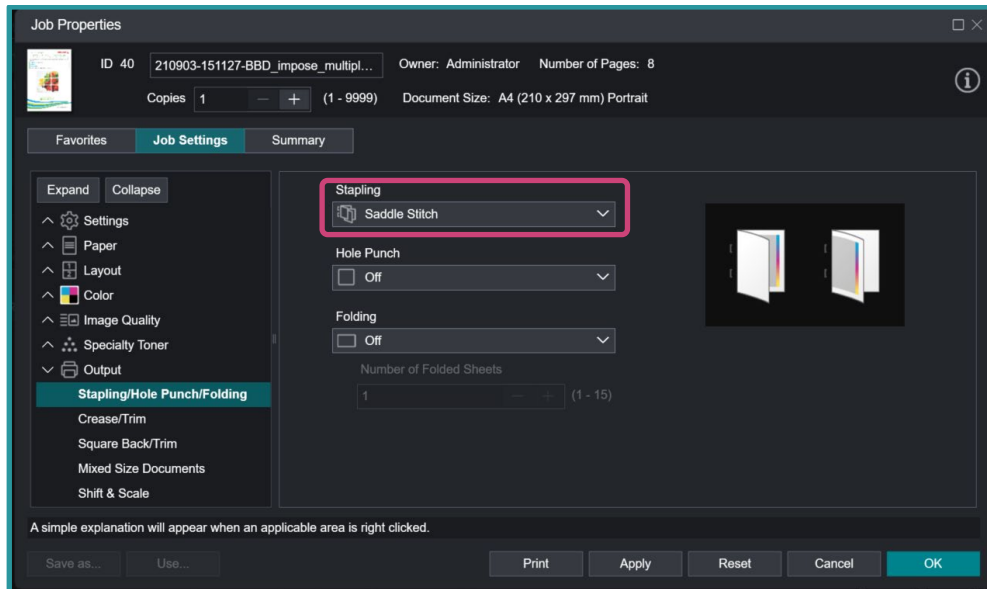 Job Properties
ID 40 210903-151127-BBD_impose_multipl... Owner: Administrator Number of Pages: 8
Copies 1 − + (1 - 9999) Document Size: A4 (210 x 297 mm) Portrait
Favorites Job Settings Summary
Expand Collapse
Settings
Paper
Layout
Color
Image Quality
Specialty Toner
Output
Stapling/Hole Punch/Folding
Crease/Trim
Square Back/Trim
Mixed Size Documents
Shift & Scale
Stapling
Saddle Stitch
Hole Punch
Off
Folding
Off
Number of Folded Sheets
1 − + (1 - 15)
A simple explanation will appear when an applicable area is right clicked.
Save as... Use... Print Apply Reset Cancel OK